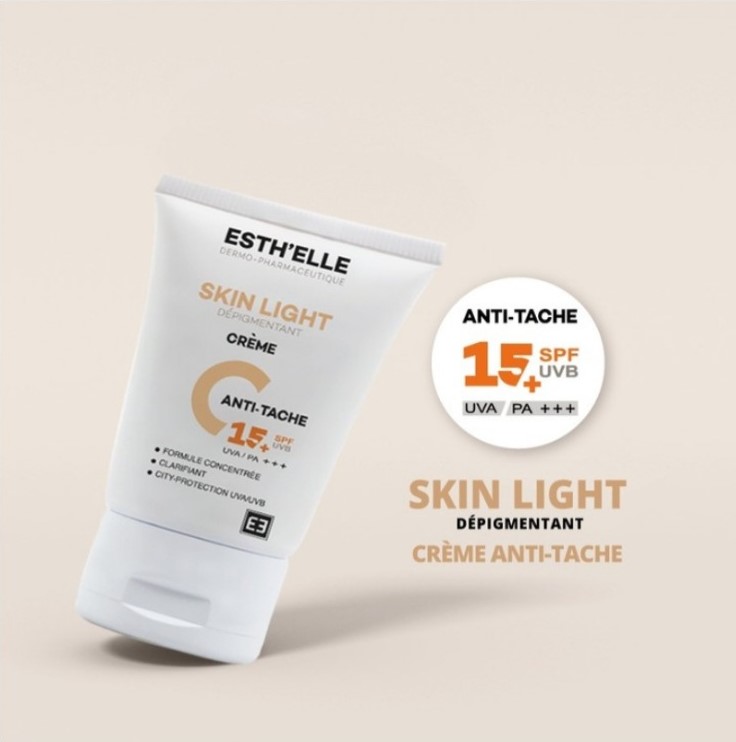 ESTH'ELLE
DERMO-PHARMACEUTIQUE
SKIN LIGHT
DÉPIGMENTANT
CRÈME
ANTI-TACHE
15+ SPF UVB
UVA / PA +++
• FORMULE CONCENTRÉE
• CLARIFIANT
• CITY-PROTECTION UVA/UVB
ANTI-TACHE
15+ SPF UVB
UVA / PA +++
SKIN LIGHT
DÉPIGMENTANT
CRÈME ANTI-TACHE